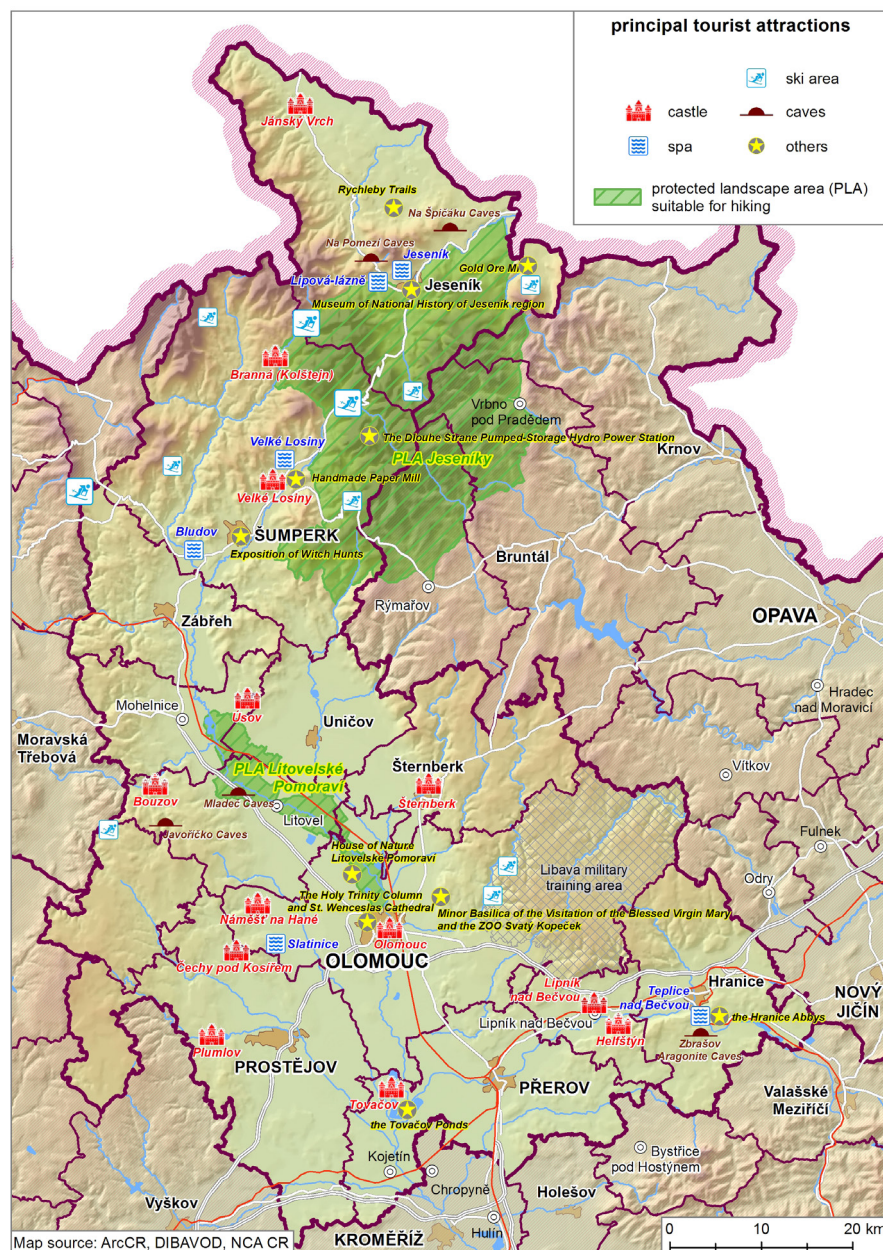 principal tourist attractions
ski area
castle
caves
spa
others
protected landscape area (PLA)
suitable for hiking
Jánský Vrch
Rychleby Trails
Na Špičáku Caves
Na Pomezí Caves
Jeseník
Gold Ore Mi
Lipová-lázně
Jeseník
Museum of National History of Jeseník region
Branná (Kolštejn)
Vrbno
pod Pradědem
Velké Losiny
The Dlouhe Strane Pumped-Storage Hydro Power Station
PLA Jeseníky
Krnov
Handmade Paper Mill
Velké Losiny
Bludov
ŠUMPERK
Exposition of Witch Hunts
Bruntál
Rýmařov
Zábřeh
OPAVA
Hradec
nad Moravicí
Mohelnice
Úsov
Uničov
Moravská
Třebová
PLA Litovelské
Pomoraví
Šternberk
Vítkov
Bouzov
Mladeč Caves
Šternberk
Litovel
Javoříčko Caves
Fulnek
House of Nature
Litovelske Pomoravi
Libava military
training area
Odry
The Holy Trinity Column
and St. Wenceslas Cathedral
Náměšť na Hané
Minor Basilica of the Visitation of the Blessed Virgin Mary
and the ZOO Svatý Kopeček
Slatinice
Olomouc
Čechy pod Kosířem
OLOMOUC
Lipník
nad Bečvou
Hranice
Teplice
nad Bečvou
NOVÝ
JIČÍN
the Hranice Abbys
Lipník nad Bečvou
Helfštýn
Zbrašov
Aragonite Caves
Plumlov
PROSTĚJOV
PŘEROV
Valašské
Meziříčí
Tovačov
the Tovačov Ponds
Bystřice
pod Hostýnem
Kojetín
Chropyně
Holešov
Vyškov
Hulín
KROMĚŘÍŽ
0 10 20 km
Map source: ArcCR, DIBAVOD, NCA CR